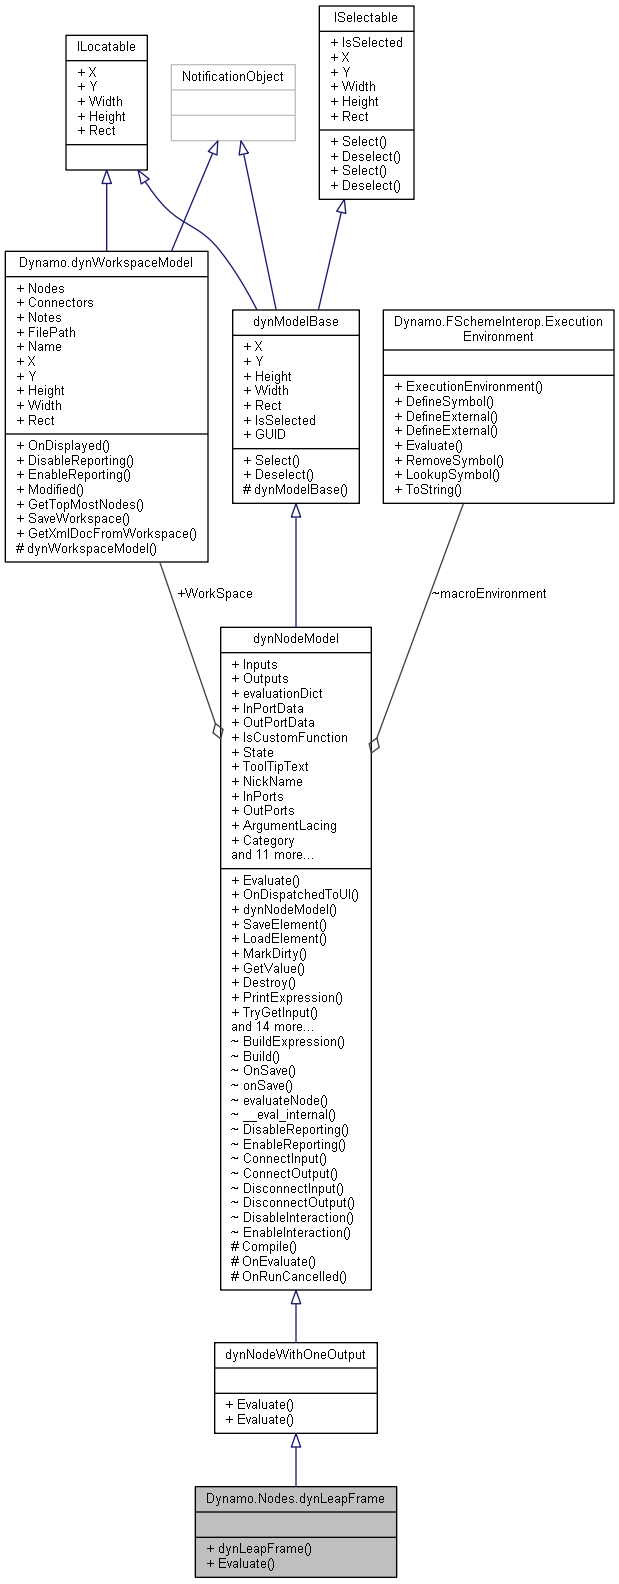 ISelectable
+ IsSelected
+ X
+ Y
+ Width
+ Height
+ Rect
+ Select()
+ Deselect()
+ Select()
+ Deselect()
ILocatable
+ X
+ Y
+ Width
+ Height
+ Rect
NotificationObject
Dynamo.dynWorkspaceModel
+ Nodes
+ Connectors
+ Notes
+ FilePath
+ Name
+ X
+ Y
+ Height
+ Width
+ Rect
+ OnDisplayed()
+ DisableReporting()
+ EnableReporting()
+ Modified()
+ GetTopMostNodes()
+ SaveWorkspace()
+ GetXmlDocFromWorkspace()
# dynWorkspaceModel()
dynModelBase
+ X
+ Y
+ Height
+ Width
+ Rect
+ IsSelected
+ GUID
+ Select()
+ Deselect()
# dynModelBase()
Dynamo.FSchemeInterop.Execution
Environment
+ ExecutionEnvironment()
+ DefineSymbol()
+ DefineExternal()
+ DefineExternal()
+ Evaluate()
+ RemoveSymbol()
+ LookupSymbol()
+ ToString()
+WorkSpace
~macroEnvironment
dynNodeModel
+ Inputs
+ Outputs
+ evaluationDict
+ InPortData
+ OutPortData
+ IsCustomFunction
+ State
+ ToolTipText
+ NickName
+ InPorts
+ OutPorts
+ ArgumentLacing
+ Category
and 11 more...
+ Evaluate()
+ OnDispatchedToUI()
+ dynNodeModel()
+ SaveElement()
+ LoadElement()
+ MarkDirty()
+ GetValue()
+ Destroy()
+ PrintExpression()
+ TryGetInput()
and 14 more...
~ BuildExpression()
~ Build()
~ OnSave()
~ onSave()
~ evaluateNode()
~ __eval_internal()
~ DisableReporting()
~ EnableReporting()
~ ConnectInput()
~ ConnectOutput()
~ DisconnectInput()
~ DisconnectOutput()
~ DisableInteraction()
~ EnableInteraction()
# Compile()
# OnEvaluate()
# OnRunCancelled()
dynNodeWithOneOutput
+ Evaluate()
+ Evaluate()
Dynamo.Nodes.dynLeapFrame
+ dynLeapFrame()
+ Evaluate()